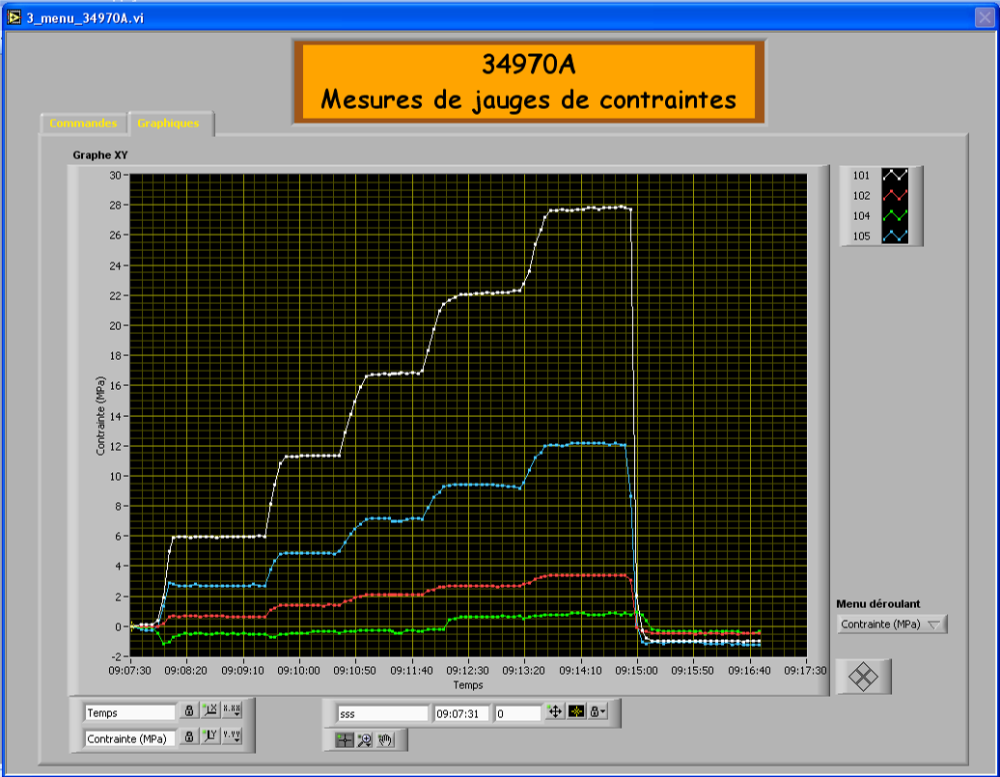 3_menu_34970A.vi
34970A
Mesures de jauges de contraintes
Commandes
Graphiques
Graphe XY
30
28
26
24
22
20
18
16
14
12
10
8
6
4
2
0
-2
Contrainte (MPa)
09:07:30 09:08:20 09:09:10 09:10:00 09:10:50 09:11:40 09:12:30 09:13:20 09:14:10 09:15:00 09:15:50 09:16:40 09:17:30
Temps
101
102
104
105
Menu déroulant
Contrainte (MPa)
Temps
X.XX
Contrainte (MPa)
Y.YY
sss 09:07:31 0